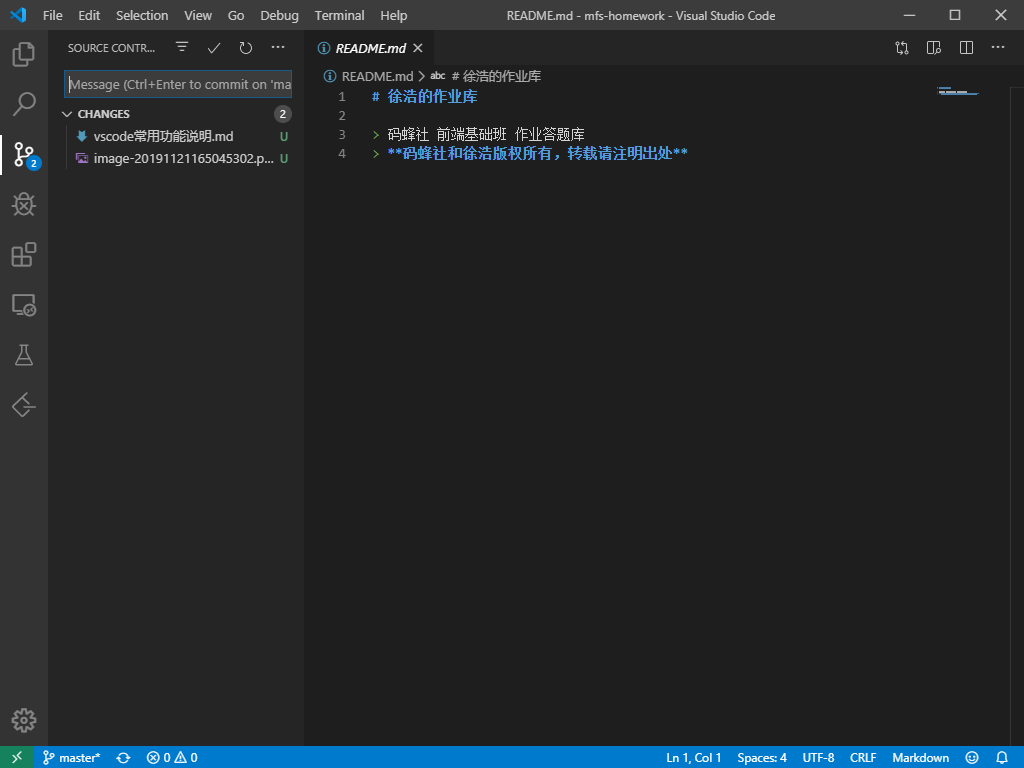 File Edit Selection View Go Debug Terminal Help README.md - mfs-homework - Visual Studio Code
SOURCE CONTR...
README.md
Message (Ctrl+Enter to commit on 'ma
README.md > abc # 徐浩的作业库
CHANGES 2
vscode常用功能说明.md U
image-20191121165045302.p... U
2
1 # 徐浩的作业库
2
3 > 码蜂社 前端基础班 作业答题库
4 > **码蜂社和徐浩版权所有，转载请注明出处**
master* 0 0 Ln 1, Col 1 Spaces: 4 UTF-8 CRLF Markdown